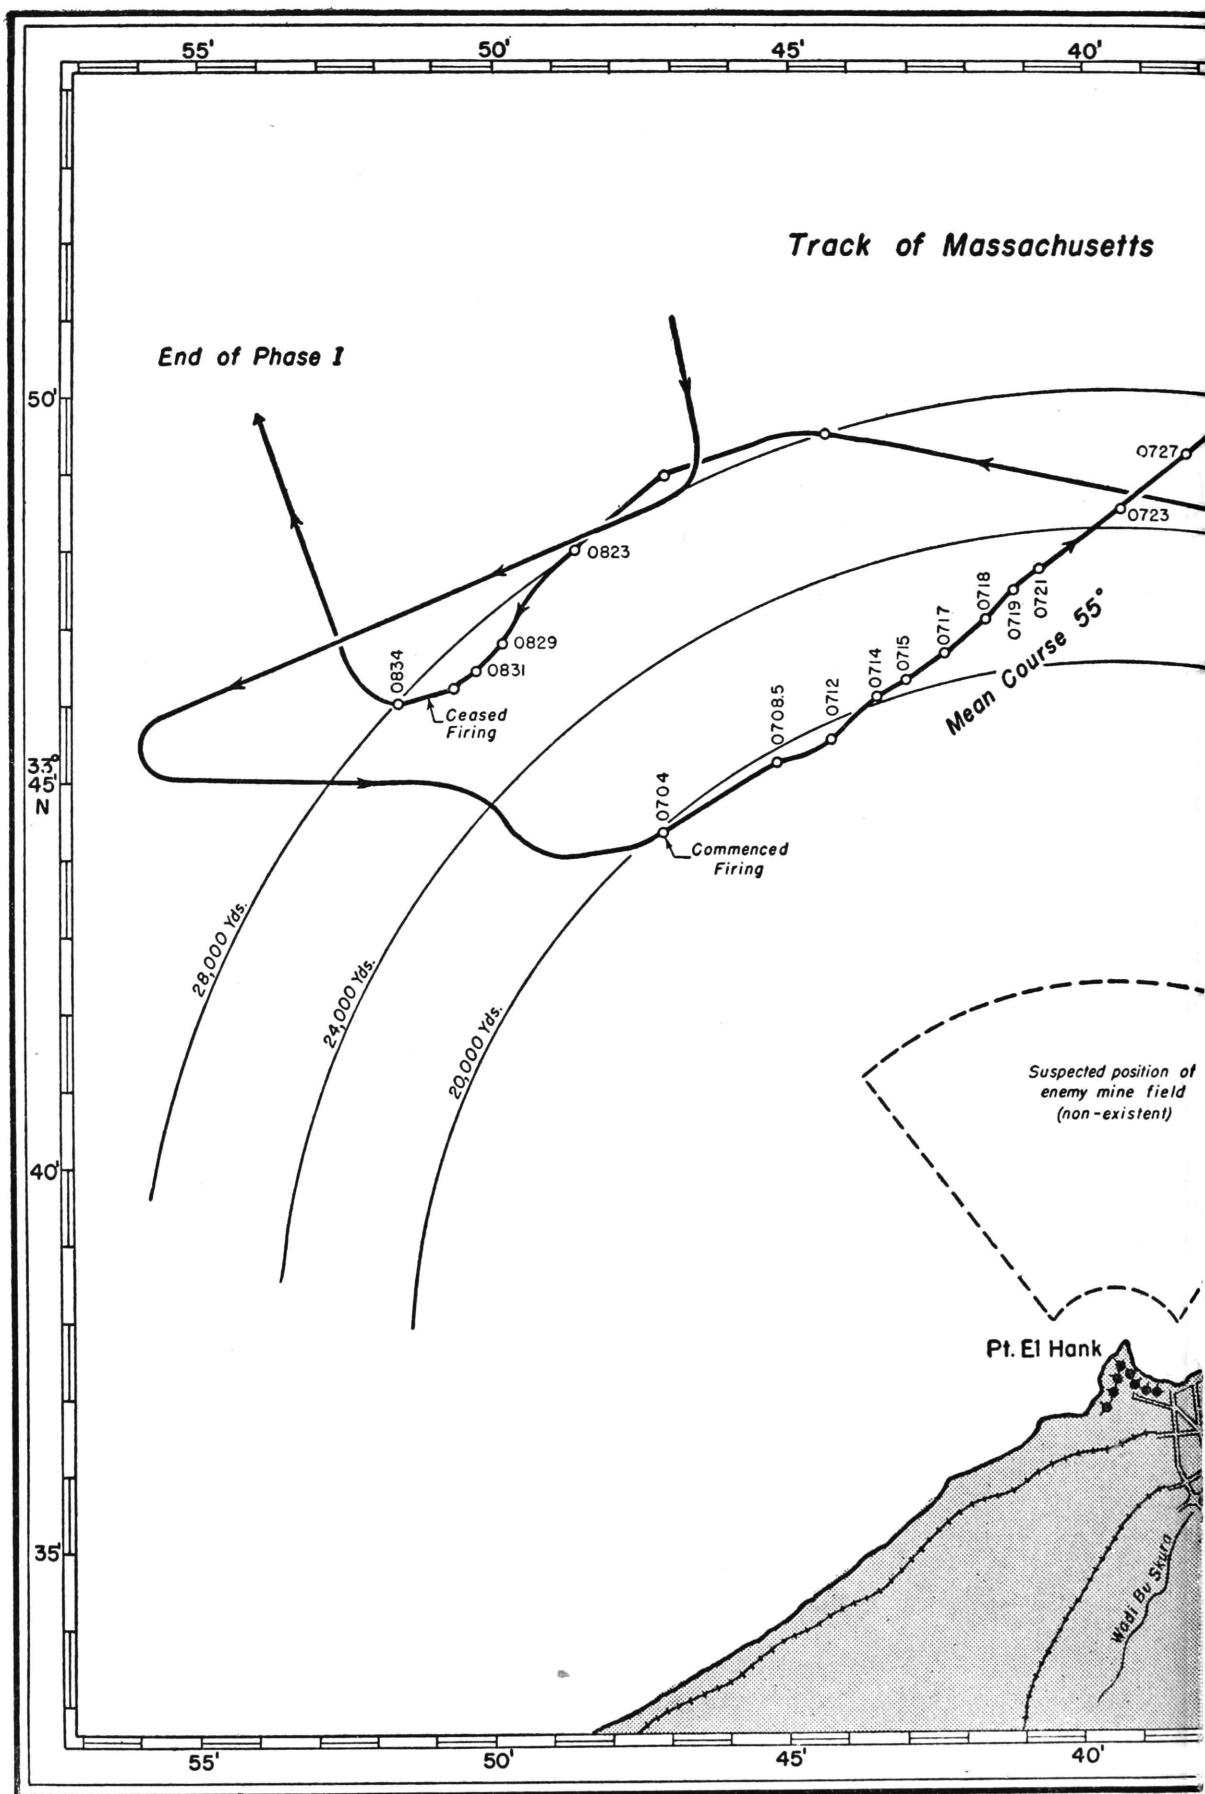 55'
50'
45'
40'
Track of Massachusetts
End of Phase I
50'
0727
0723
0823
0718
0719
0721
0717
0829
0715
0831
0714
Mean Course 55°
0834
0712
0708.5
Ceased
Firing
33°
45'
N
0704
Commenced
Firing
28,000 Yds.
24,000 Yds.
20,000 Yds.
Suspected position of
enemy mine field
(non-existent)
40'
Pt. El Hank
35'
Wadi Bu Skura
55'
50'
45'
40'